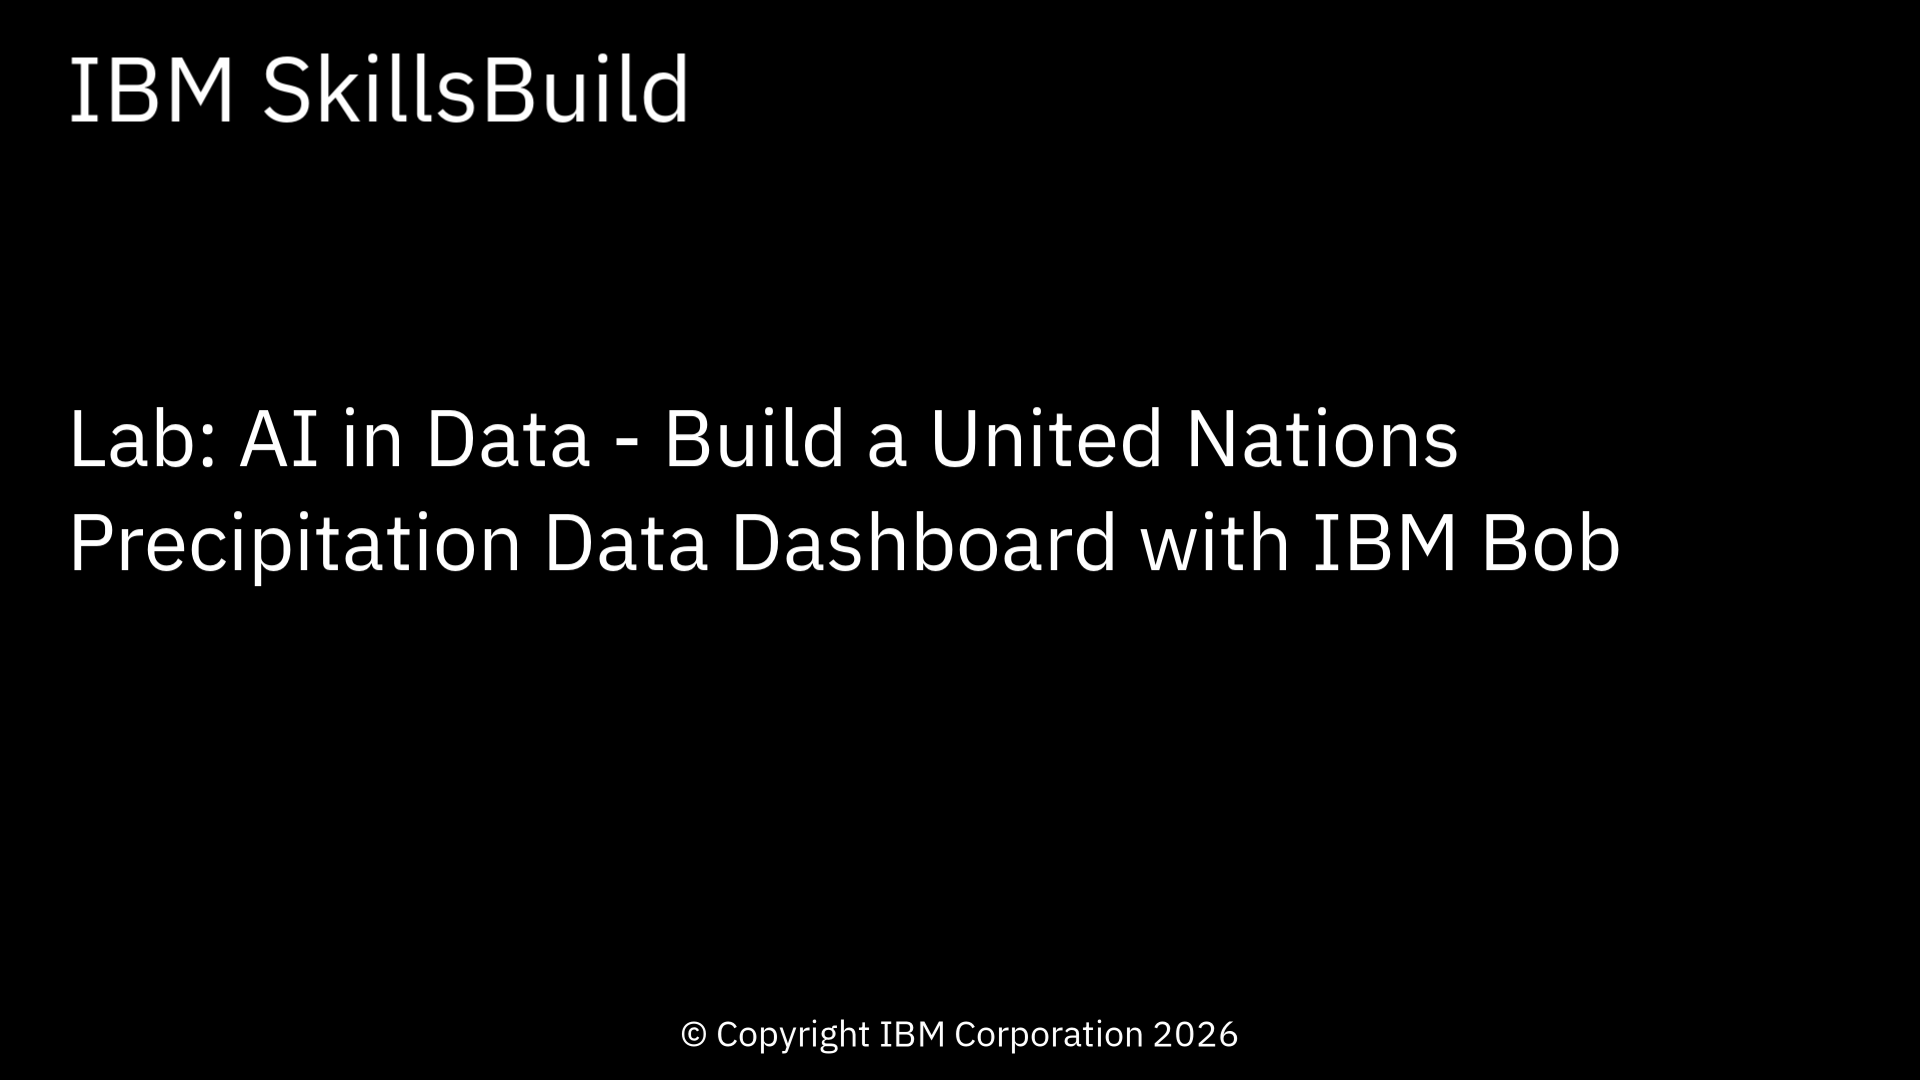 IBM SkillsBuild
Lab: AI in Data - Build a United Nations
Precipitation Data Dashboard with IBM Bob
© Copyright IBM Corporation 2026